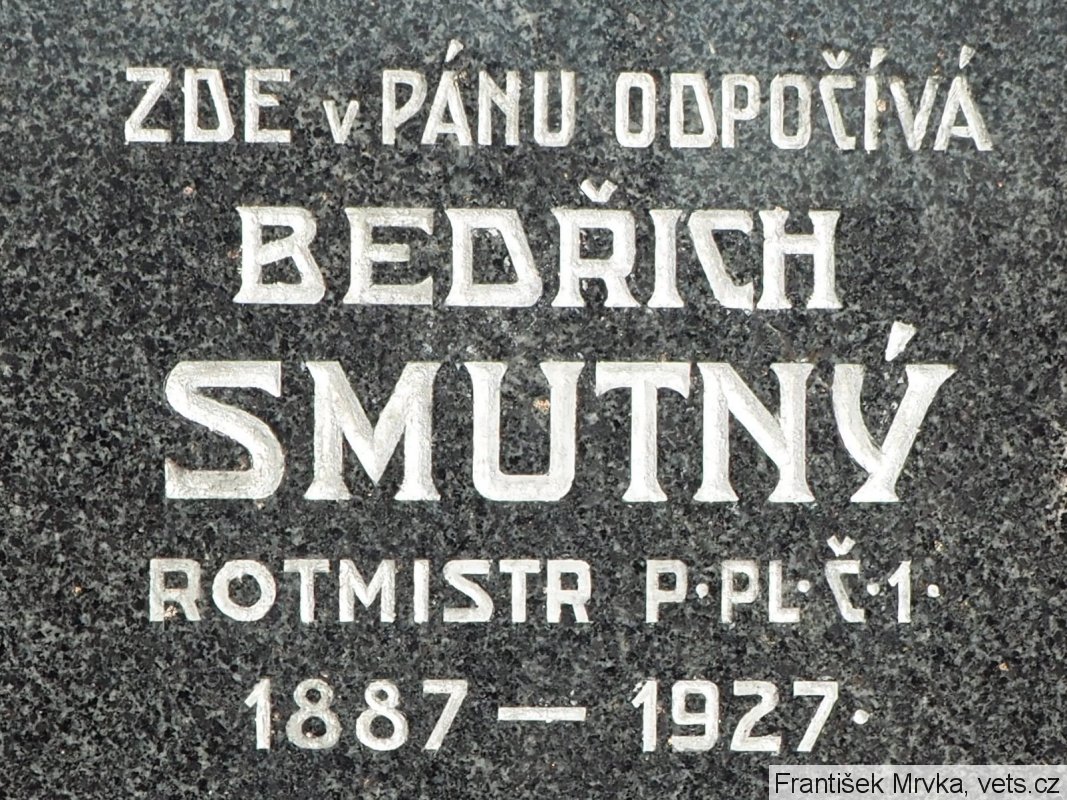 ZDE v PÁNU ODPOČÍVÁ
BEDŘICH
SMUTNÝ
ROTMISTR P·PL·Č·1·
1887 — 1927·
František Mrvka, vets.cz